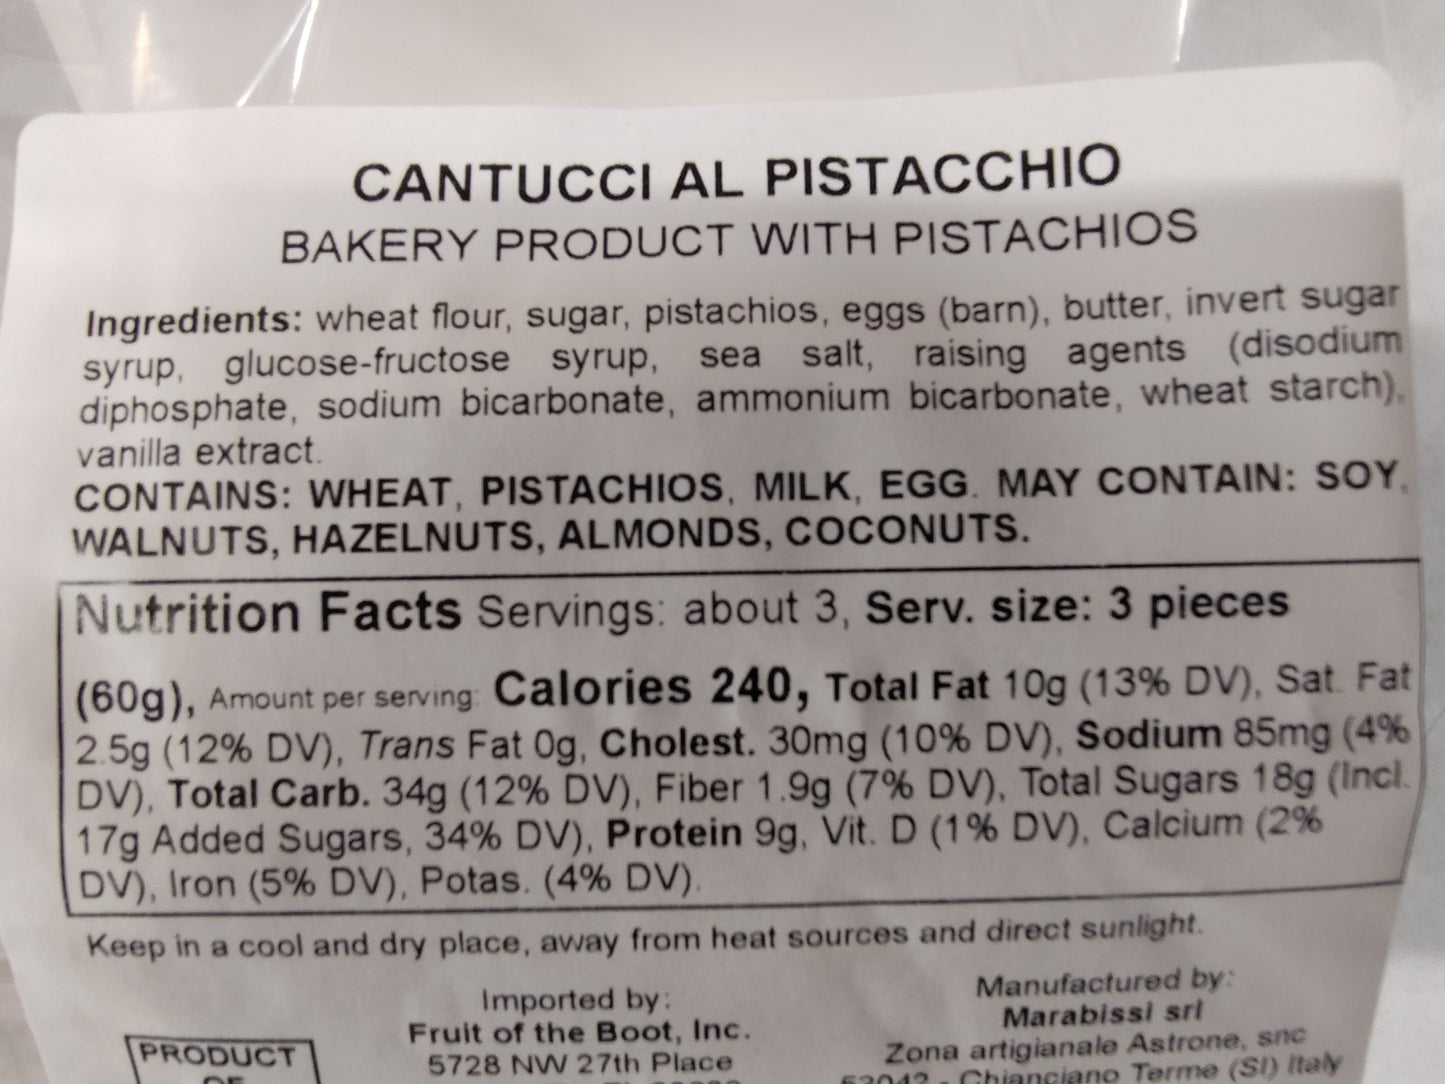 CANTUCCI AL PISTACCHIO
BAKERY PRODUCT WITH PISTACHIOS
Ingredients: wheat flour, sugar, pistachios, eggs (barn), butter, invert sugar
syrup, glucose-fructose syrup, sea salt, raising agents (disodium
diphosphate, sodium bicarbonate, ammonium bicarbonate, wheat starch),
vanilla extract.
CONTAINS: WHEAT, PISTACHIOS, MILK, EGG. MAY CONTAIN: SOY,
WALNUTS, HAZELNUTS, ALMONDS, COCONUTS.
Nutrition Facts Servings: about 3, Serv. size: 3 pieces
(60g), Amount per serving: Calories 240, Total Fat 10g (13% DV), Sat. Fat
2.5g (12% DV), Trans Fat 0g, Cholest. 30mg (10% DV), Sodium 85mg (4%
DV), Total Carb. 34g (12% DV), Fiber 1.9g (7% DV), Total Sugars 18g (Incl.
17g Added Sugars, 34% DV), Protein 9g, Vit. D (1% DV), Calcium (2%
DV), Iron (5% DV), Potas. (4% DV).
Keep in a cool and dry place, away from heat sources and direct sunlight.
PRODUCT
OF
Imported by:
Fruit of the Boot, Inc.
5728 NW 27th Place
Manufactured by:
Marabissi srl
Zona artigianale Astrone, snc
53042 - Chianciano Terme (SI) Italy